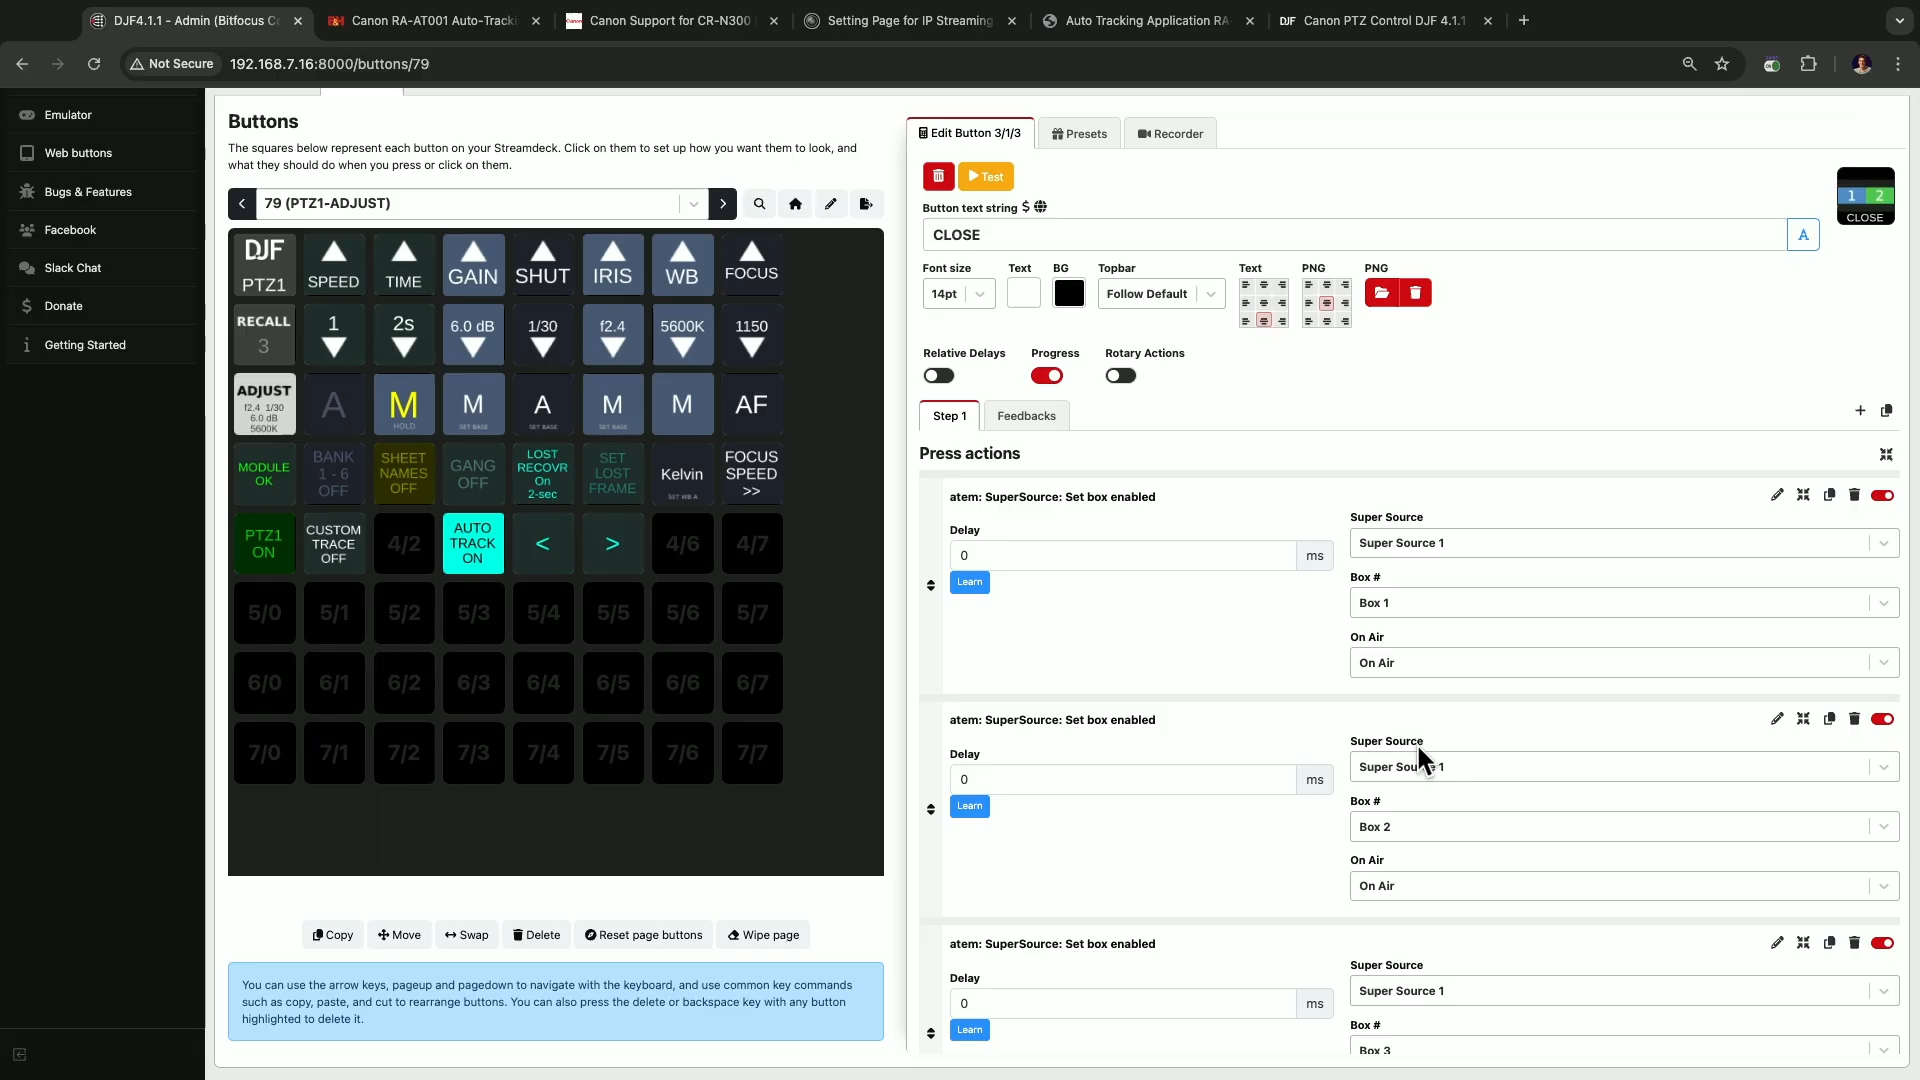 DJF4.1.1 - Admin (Bitfocus C
Canon RA-AT001 Auto-Tracki
Canon Support for CR-N300
Setting Page for IP Streaming
Auto Tracking Application RA-
DJF Canon PTZ Control DJF 4.1.1
Not Secure 192.168.7.16:8000/buttons/79
Emulator
Web buttons
Bugs & Features
Facebook
Slack Chat
Donate
Getting Started
Buttons
The squares below represent each button on your Streamdeck. Click on them to set up how you want them to look, and
what they should do when you press or click on them.
79 (PTZ1-ADJUST)
DJF
PTZ1
SPEED
TIME
GAIN
SHUT
IRIS
WB
FOCUS
RECALL
3
1
2s
6.0 dB
1/30
f2.4
5600K
1150
ADJUST
f2.4 1/30
6.0 dB
5600K
A
M
HOLD
M
SET BASE
A
M
SET BASE
M
AF
MODULE
OK
BANK
1 - 6
OFF
SHEET
NAMES
OFF
GANG
OFF
LOST
RECOVR
On
2-sec
SET
LOST
FRAME
Kelvin
SET WB A
FOCUS
SPEED
>>
PTZ1
ON
CUSTOM
TRACE
OFF
4/2
AUTO
TRACK
ON
<
>
4/6
4/7
5/0 5/1 5/2 5/3 5/4 5/5 5/6 5/7
6/0 6/1 6/2 6/3 6/4 6/5 6/6 6/7
7/0 7/1 7/2 7/3 7/4 7/5 7/6 7/7
Copy Move Swap Delete Reset page buttons Wipe page
You can use the arrow keys, pageup and pagedown to navigate with the keyboard, and use common key commands
such as copy, paste, and cut to rearrange buttons. You can also press the delete or backspace key with any button
highlighted to delete it.
Edit Button 3/1/3 Presets Recorder
Test
1 2
CLOSE
Button text string $
CLOSE
A
Font size Text BG Topbar Text PNG PNG
14pt Follow Default
Relative Delays Progress Rotary Actions
Step 1 Feedbacks
Press actions
atem: SuperSource: Set box enabled
Super Source
Delay
Super Source 1
0 ms
Learn
Box #
Box 1
On Air
On Air
atem: SuperSource: Set box enabled
Super Source
Delay
Super Source 1
0 ms
Learn
Box #
Box 2
On Air
On Air
atem: SuperSource: Set box enabled
Super Source
Delay
Super Source 1
0 ms
Learn
Box #
Box 3